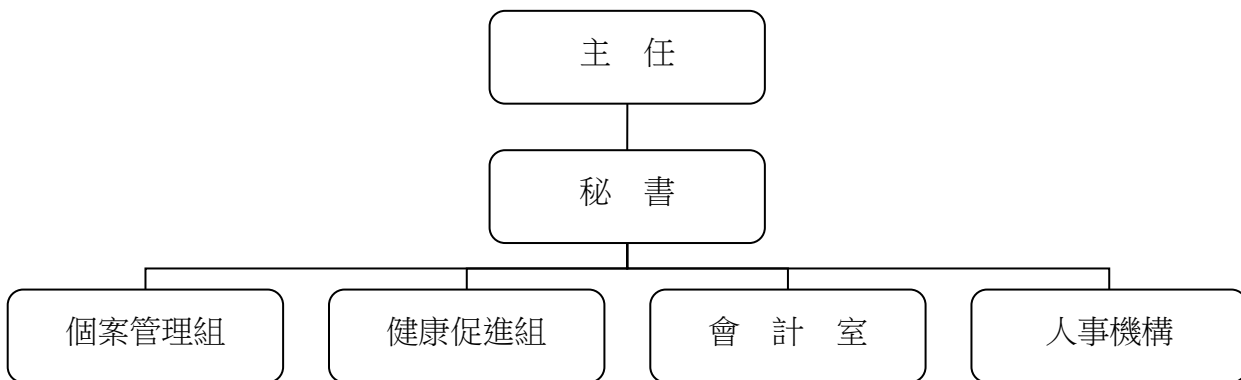 主　任
秘　書
個案管理組
健康促進組
會　計　室
人事機構